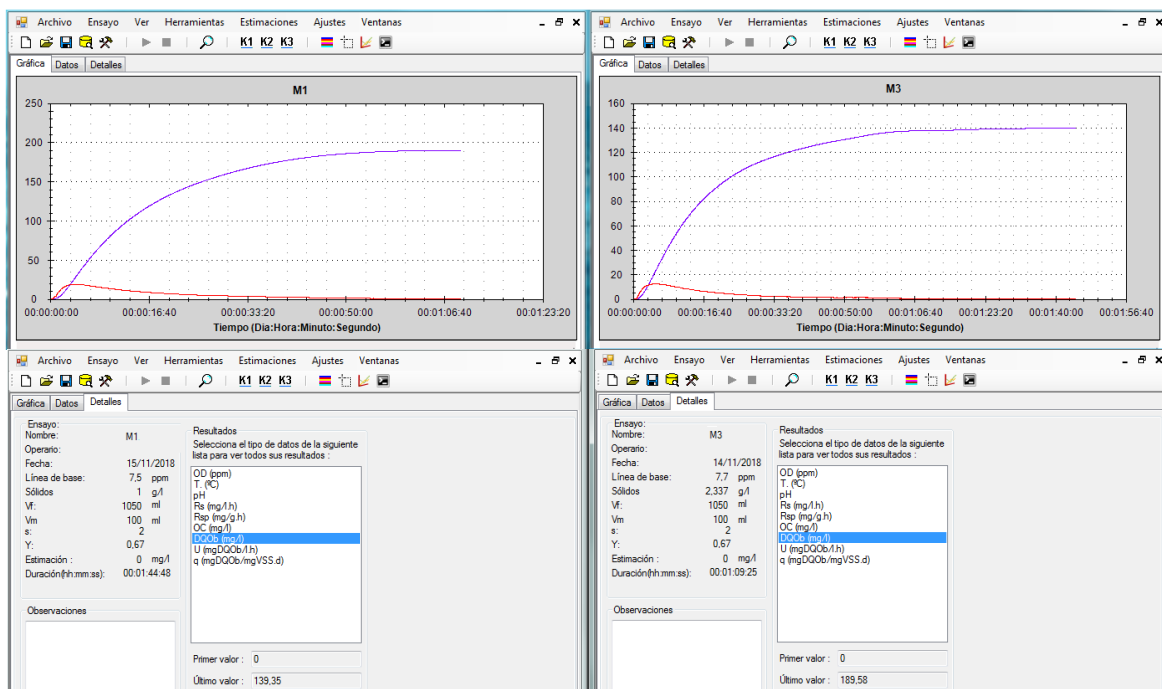 Archivo Ensayo Ver Herramientas Estimaciones Ajustes Ventanas
K1 K2 K3
Gráfica Datos Detalles
M1
250
200
150
100
50
0
00:00:00:00 00:00:16:40 00:00:33:20 00:00:50:00 00:01:06:40 00:01:23:20
Tiempo (Dia:Hora:Minuto:Segundo)
Archivo Ensayo Ver Herramientas Estimaciones Ajustes Ventanas
K1 K2 K3
Gráfica Datos Detalles
M3
160
140
120
100
80
60
40
20
0
00:00:00:00 00:00:16:40 00:00:33:20 00:00:50:00 00:01:06:40 00:01:23:20 00:01:40:00 00:01:56:40
Tiempo (Dia:Hora:Minuto:Segundo)
Archivo Ensayo Ver Herramientas Estimaciones Ajustes Ventanas
K1 K2 K3
Gráfica Datos Detalles
Ensayo:
Nombre: M1
Operario:
Fecha: 15/11/2018
Línea de base: 7,5 ppm
Sólidos 1 g/l
Vf: 1050 ml
Vm 100 ml
s: 2
Y: 0,67
Estimación : 0 mg/l
Duración(hh:mm:ss): 00:01:44:48
Observaciones
Resultados
Selecciona el tipo de datos de la siguiente
lista para ver todos sus resultados :
OD (ppm)
T. (ºC)
pH
Rs (mg/l.h)
Rsp (mg/g.h)
OC (mg/l)
DQOb (mg/l)
U (mgDQOb/l.h)
q (mgDQOb/mgVSS.d)
Primer valor : 0
Último valor : 139,35
Archivo Ensayo Ver Herramientas Estimaciones Ajustes Ventanas
K1 K2 K3
Gráfica Datos Detalles
Ensayo:
Nombre: M3
Operario:
Fecha: 14/11/2018
Línea de base: 7,7 ppm
Sólidos 2,337 g/l
Vf: 1050 ml
Vm 100 ml
s: 2
Y: 0,67
Estimación : 0 mg/l
Duración(hh:mm:ss): 00:01:09:25
Observaciones
Resultados
Selecciona el tipo de datos de la siguiente
lista para ver todos sus resultados :
OD (ppm)
T. (ºC)
pH
Rs (mg/l.h)
Rsp (mg/g.h)
OC (mg/l)
DQOb (mg/l)
U (mgDQOb/l.h)
q (mgDQOb/mgVSS.d)
Primer valor : 0
Último valor : 189,58